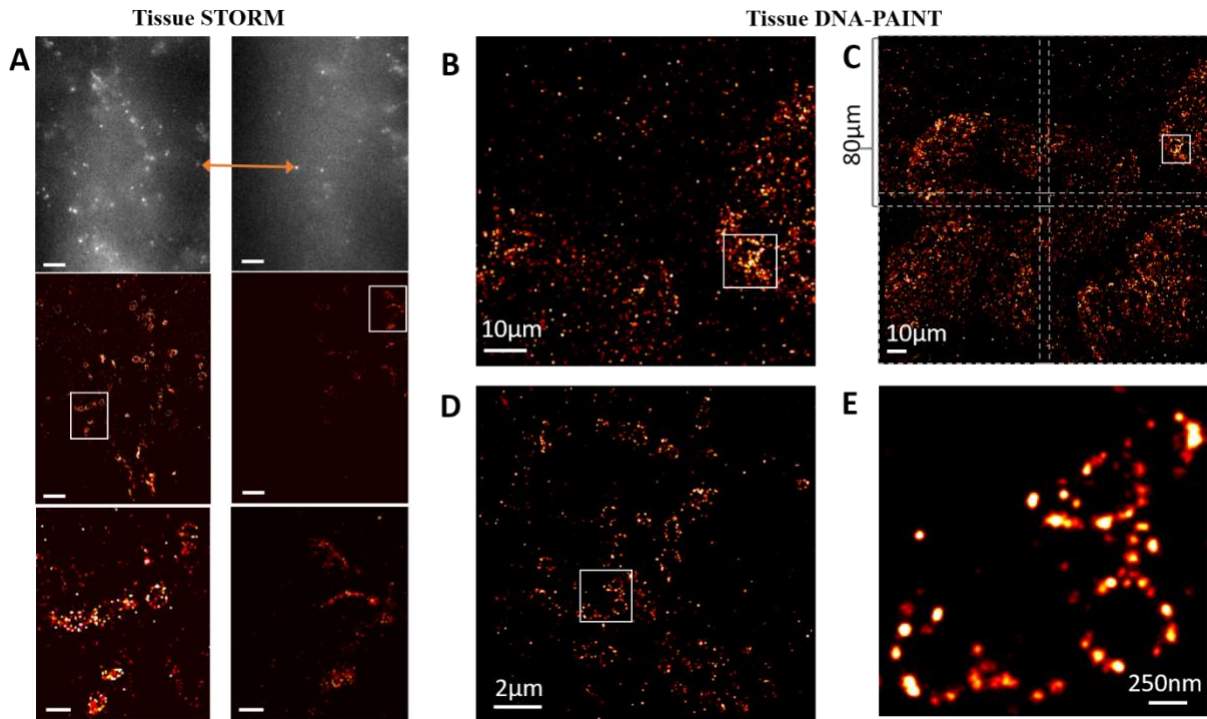 Tissue STORM
Tissue DNA-PAINT
A
B
10µm
C
80µm
10µm
D
2µm
E
250nm